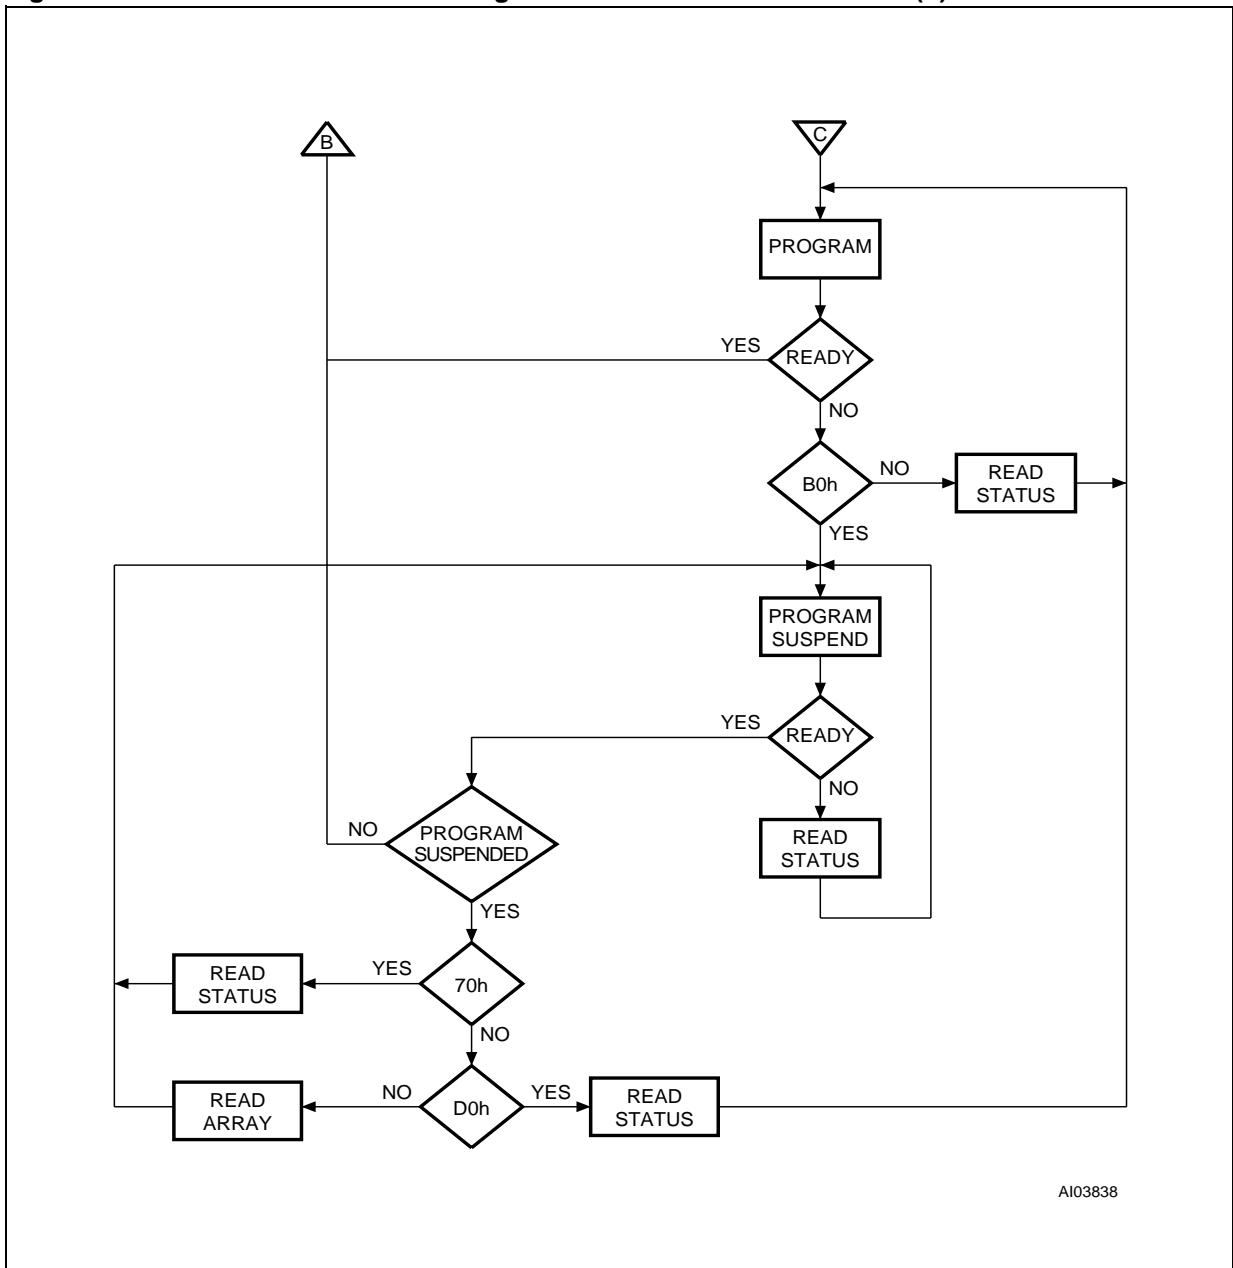 B
C
PROGRAM
YES
READY
NO
B0h
NO
READ
STATUS
YES
PROGRAM
SUSPEND
YES
READY
NO
NO
PROGRAM
SUSPENDED
READ
STATUS
YES
READ
STATUS
YES
70h
NO
READ
ARRAY
NO
D0h
YES
READ
STATUS
AI03838